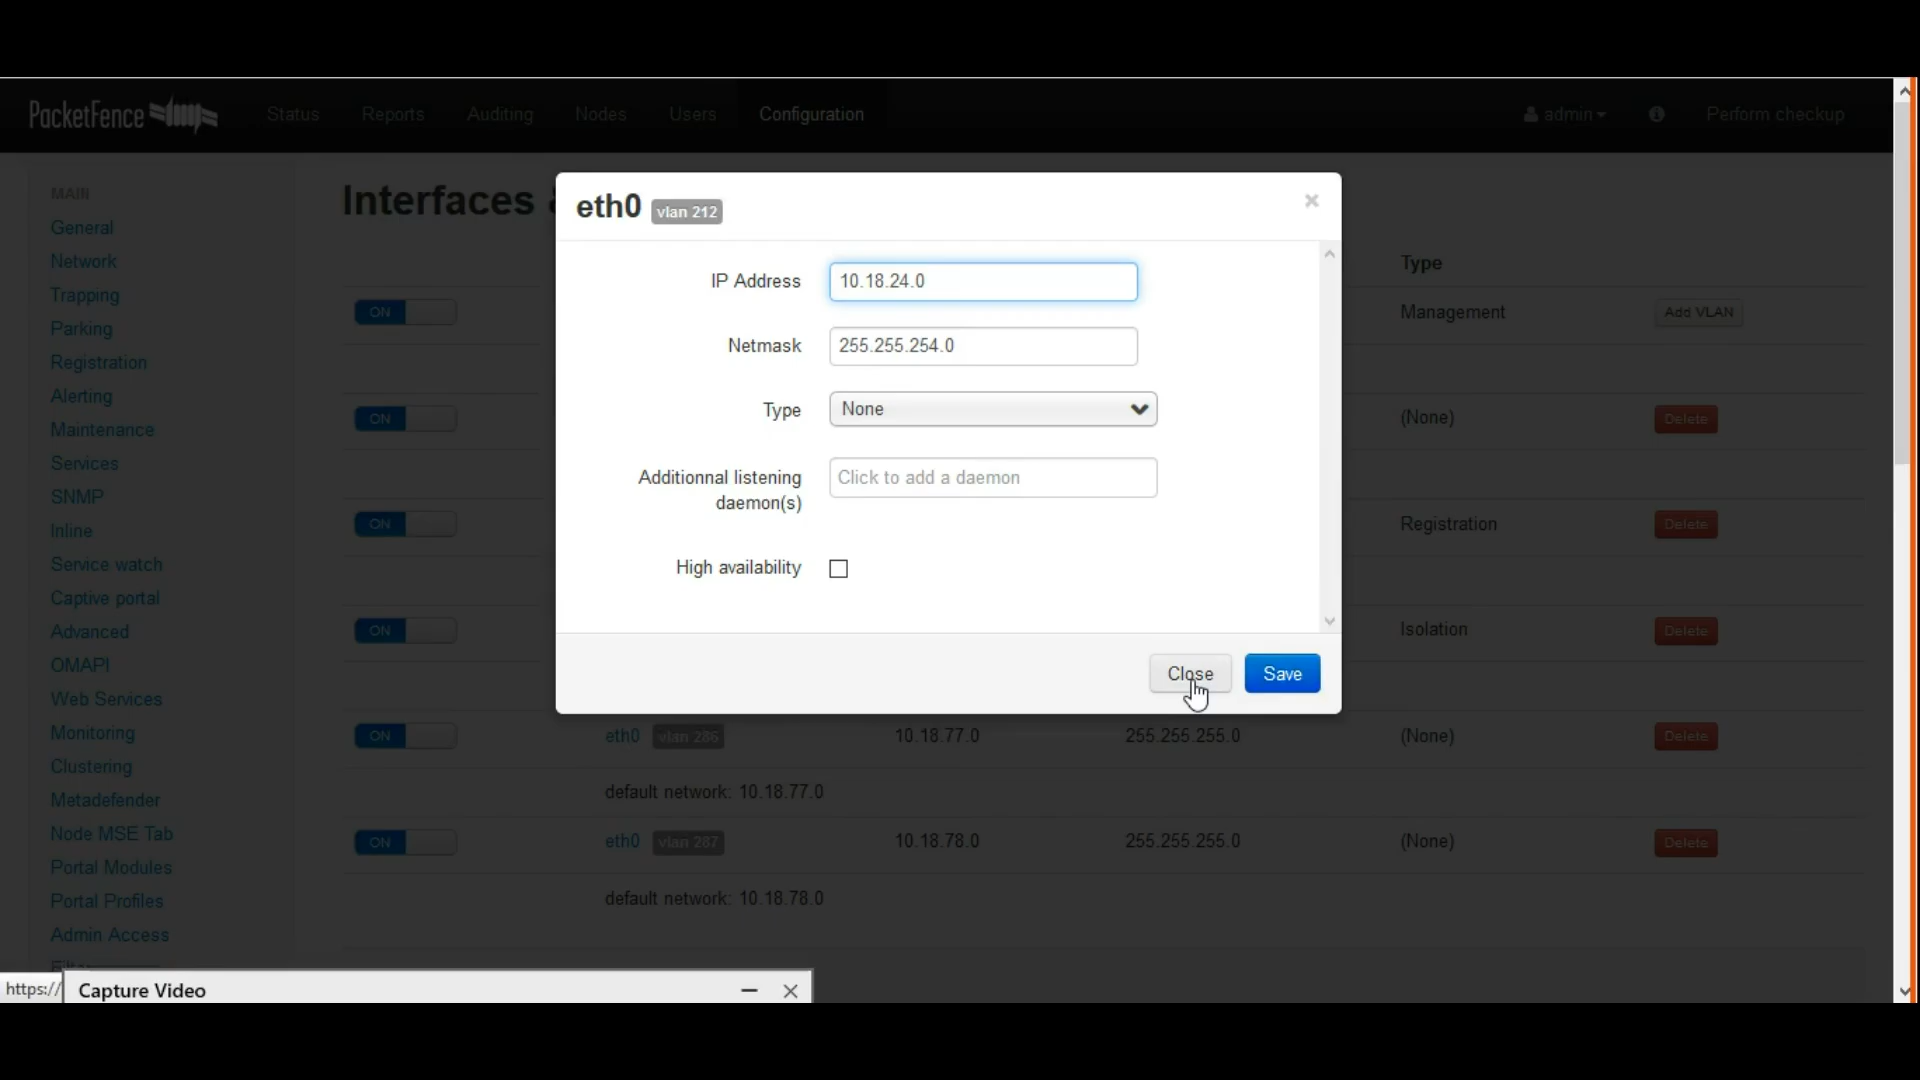 PacketFence
Status
Reports
Auditing
Nodes
Users
Configuration
admin
Perform checkup
MAIN
General
Network
Trapping
Parking
Registration
Alerting
Maintenance
Services
SNMP
Inline
Service watch
Captive portal
Advanced
OMAPI
Web Services
Monitoring
Clustering
Metadefender
Node MSE Tab
Portal Modules
Portal Profiles
Admin Access
Interfaces
eth0 vlan 212
×
IP Address 10.18.24.0
Netmask 255.255.254.0
Type None
Additionnal listening
daemon(s)
Click to add a daemon
High availability
Close
Save
Type
ON Management Add VLAN
ON (None) Delete
ON Registration Delete
ON Isolation Delete
ON eth0 vlan 286 10.18.77.0 255.255.255.0 (None) Delete
default network: 10.18.77.0
ON eth0 vlan 287 10.18.78.0 255.255.255.0 (None) Delete
default network: 10.18.78.0
https://
Capture Video